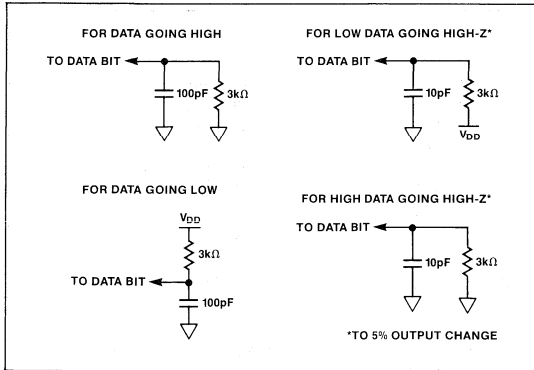 FOR DATA GOING HIGH
TO DATA BIT
100pF
3kΩ
FOR LOW DATA GOING HIGH-Z*
TO DATA BIT
10pF
3kΩ
VDD
FOR DATA GOING LOW
VDD
3kΩ
TO DATA BIT
100pF
FOR HIGH DATA GOING HIGH-Z*
TO DATA BIT
10pF
3kΩ
*TO 5% OUTPUT CHANGE